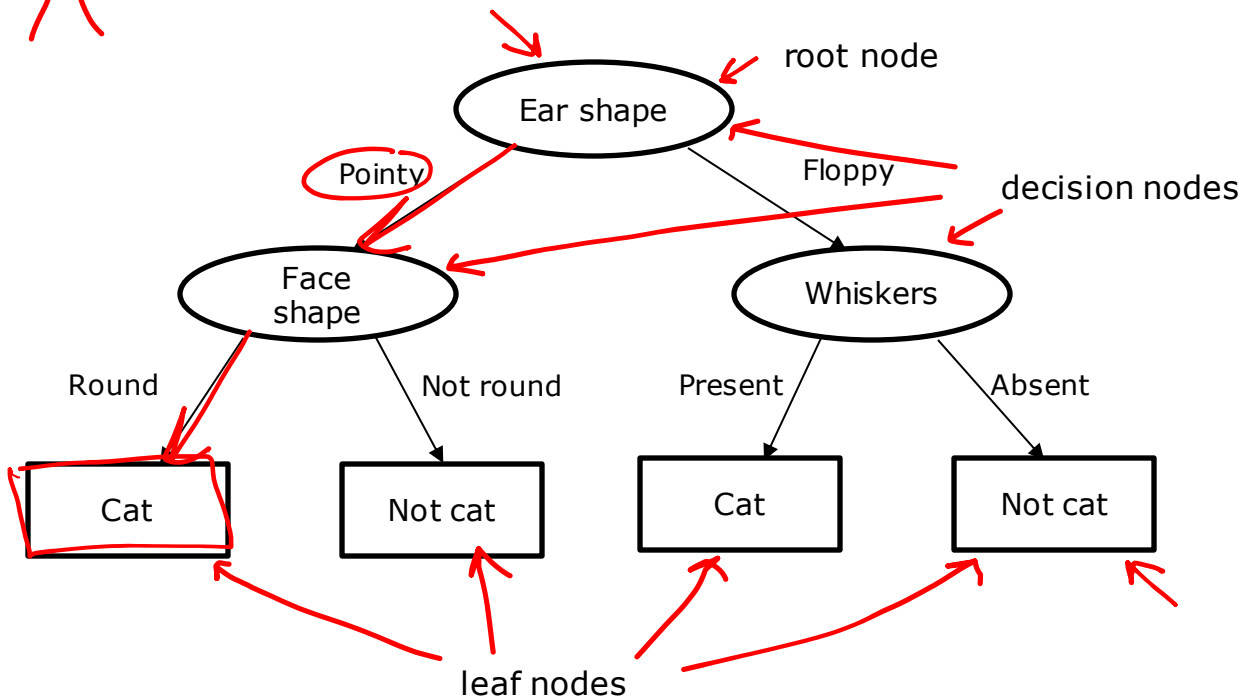 root node
Ear shape
Pointy
Floppy
decision nodes
Face
shape
Whiskers
Round
Not round
Present
Absent
Cat
Not cat
Cat
Not cat
leaf nodes